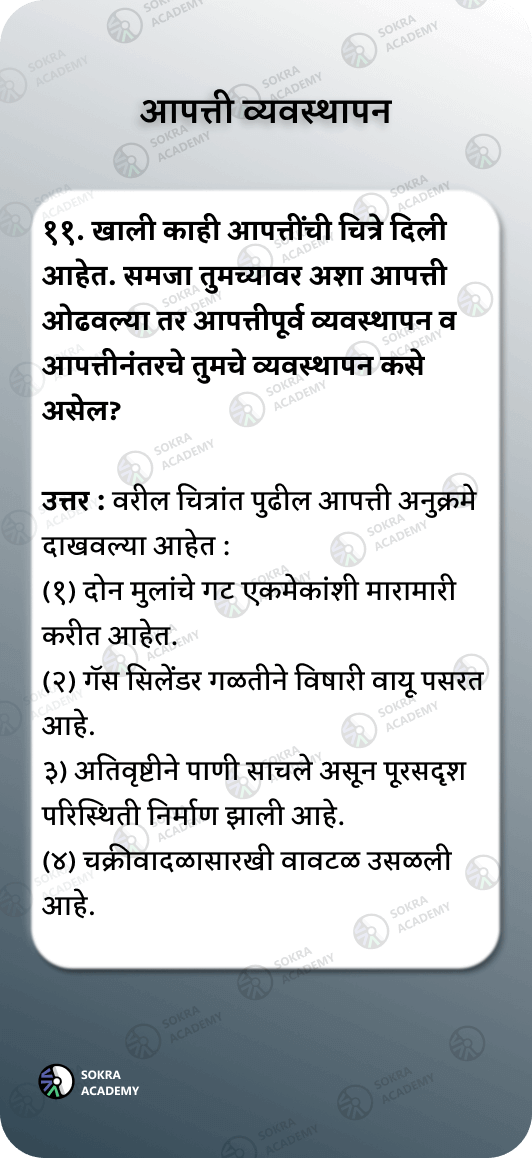 आपत्ती व्यवस्थापन
११. खाली काही आपत्तींची चित्रे दिली
आहेत. समजा तुमच्यावर अशा आपत्ती
ओढवल्या तर आपत्तीपूर्व व्यवस्थापन व
आपत्तीनंतरचे तुमचे व्यवस्थापन कसे
असेल?
उत्तर : वरील चित्रांत पुढील आपत्ती अनुक्रमे
दाखवल्या आहेत :
(१) दोन मुलांचे गट एकमेकांशी मारामारी
करीत आहेत.
(२) गॅस सिलेंडर गळतीने विषारी वायू पसरत
आहे.
३) अतिवृष्टीने पाणी साचले असून पूरसदृश
परिस्थिती निर्माण झाली आहे.
(४) चक्रीवादळासारखी वावटळ उसळली
आहे.
SOKRA
ACADEMY